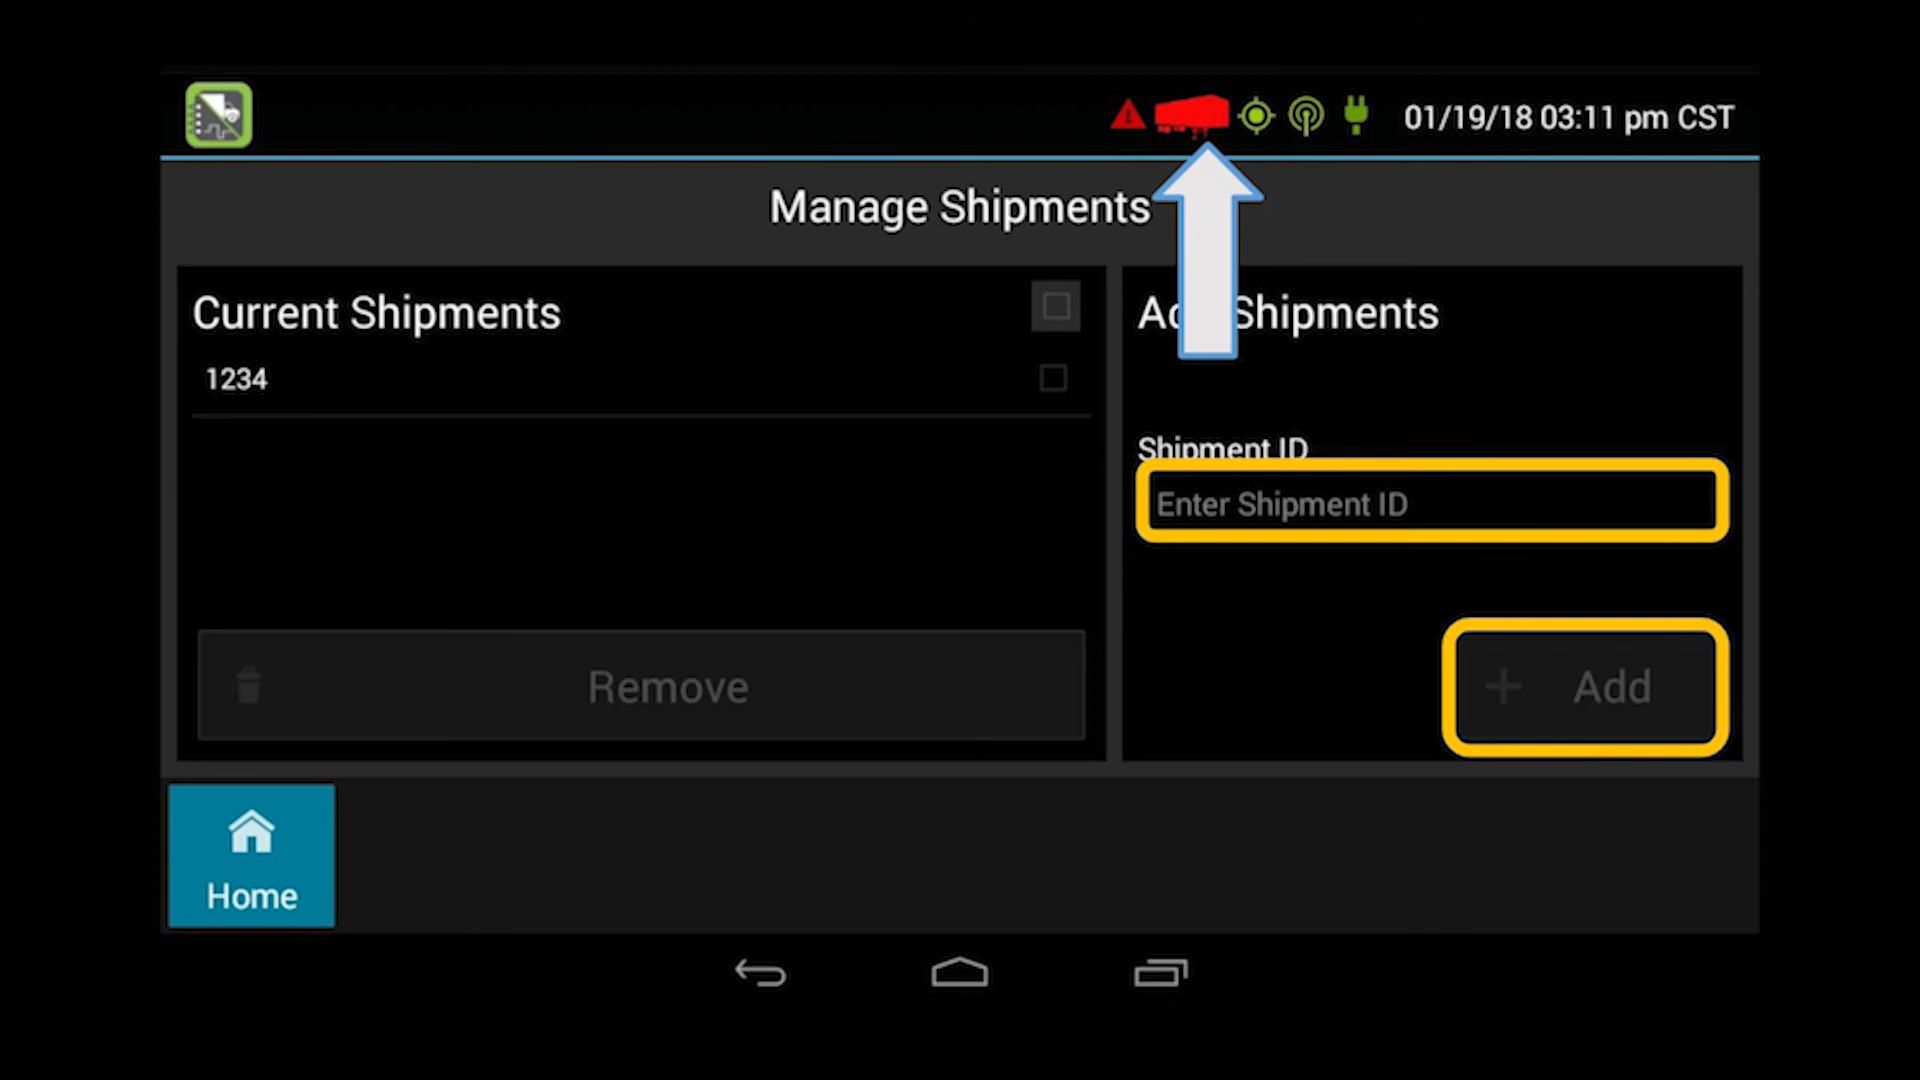 01/19/18 03:11 pm CST
Manage Shipments
Current Shipments
1234
Remove
Shipments
Shipment ID
Enter Shipment ID
Add
Home